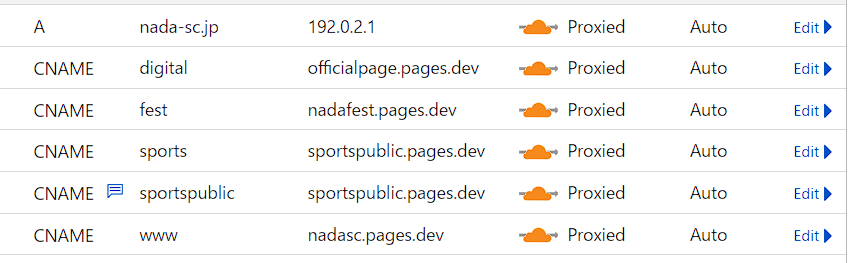 A nada-sc.jp 192.0.2.1 Proxied Auto Edit
CNAME digital officialpage.pages.dev Proxied Auto Edit
CNAME fest nadafest.pages.dev Proxied Auto Edit
CNAME sports sportspublic.pages.dev Proxied Auto Edit
CNAME sportspublic sportspublic.pages.dev Proxied Auto Edit
CNAME www nadasc.pages.dev Proxied Auto Edit